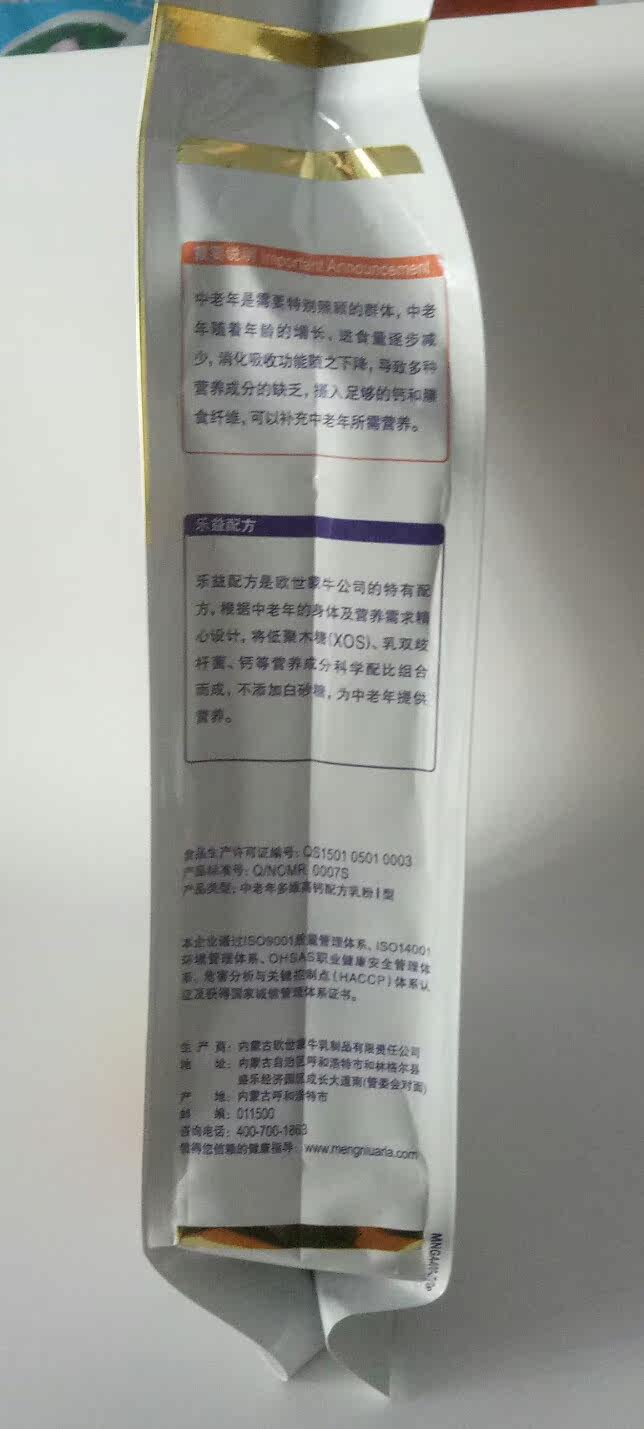 重要说明 Important Announcement
中老年是需要特别照顾的群体，中老
年随着年龄的增长，进食量逐步减
少，消化吸收功能随之下降，导致多种
营养成分的缺乏，摄入足够的钙和膳
食纤维，可以补充中老年所需营养。
乐益配方
乐益配方是欧世蒙牛公司的特有配
方，根据中老年的身体及营养需求精
心设计，将低聚木糖(XOS)、乳双歧
杆菌、钙等营养成分科学配比组合
而成，不添加白砂糖，为中老年提供
营养。
食品生产许可证编号：QS1501 0501 0003
产品标准号：Q/NOMR 0007S
产品类型：中老年多维高钙配方乳粉Ⅰ型
本企业通过ISO9001质量管理体系、ISO14001
环境管理体系、OHSAS职业健康安全管理体
系、危害分析与关键控制点(HACCP)体系认
证及获得国家诚信管理体系证书。
生 产 商：内蒙古欧世蒙牛乳制品有限责任公司
地 址：内蒙古自治区呼和浩特市和林格尔县
盛乐经济园区成长大道南(管委会对面)
产 地：内蒙古呼和浩特市
邮 编：011500
咨询电话：400-700-1863
值得您信赖的健康指导：www.mengniuarla.com